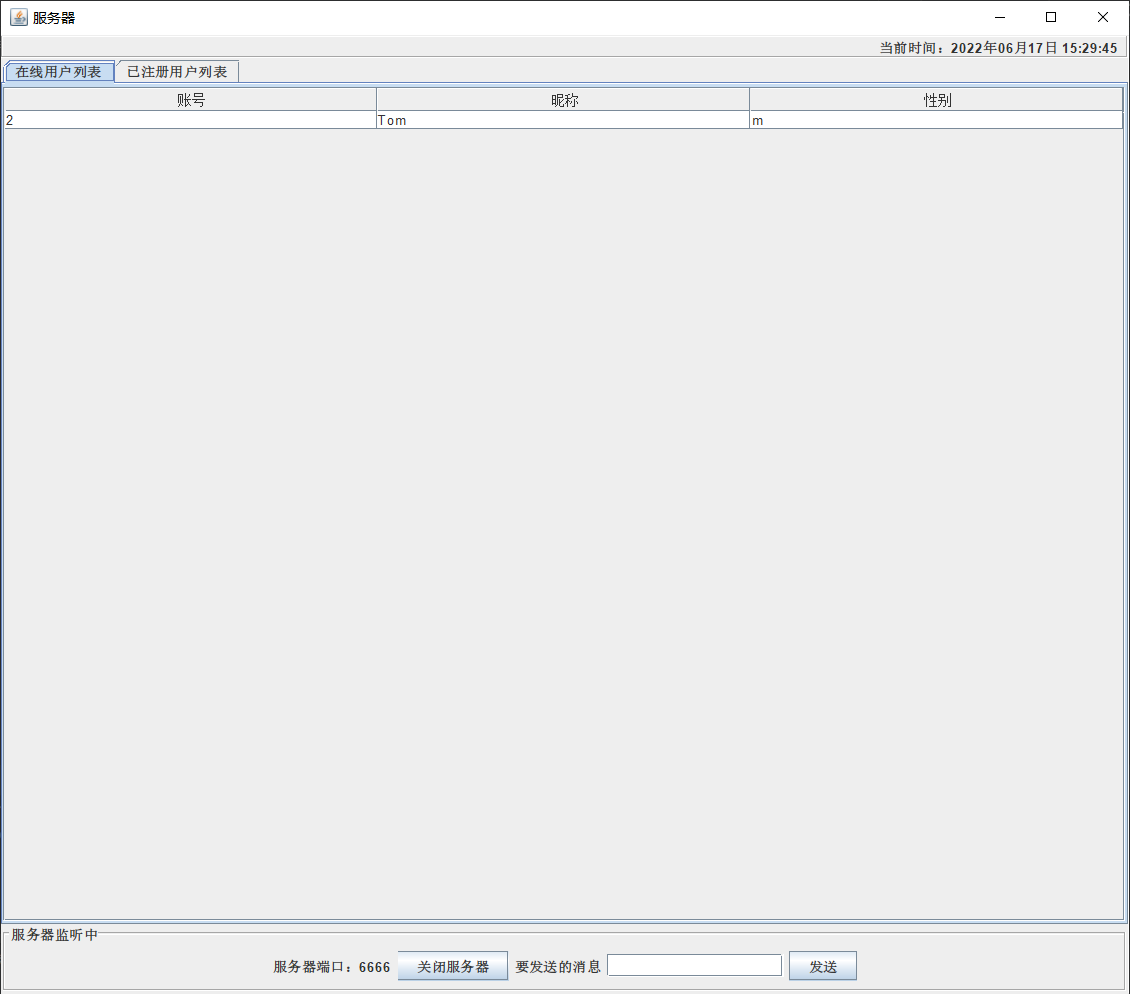 服务器
当前时间：2022年06月17日 15:29:45
在线用户列表 已注册用户列表
账号 昵称 性别
2 Tom m
服务器监听中
服务器端口：6666 关闭服务器 要发送的消息 发送